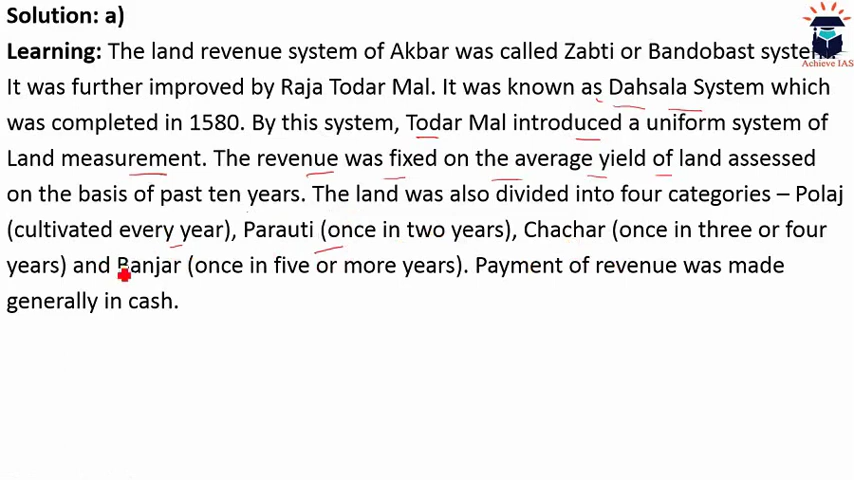 Solution: a)
Learning: The land revenue system of Akbar was called Zabti or Bandobast system.
Achieve IAS
It was further improved by Raja Todar Mal. It was known as Dahsala System which
was completed in 1580. By this system, Todar Mal introduced a uniform system of
Land measurement. The revenue was fixed on the average yield of land assessed
on the basis of past ten years. The land was also divided into four categories – Polaj
(cultivated every year), Parauti (once in two years), Chachar (once in three or four
years) and Banjar (once in five or more years). Payment of revenue was made
generally in cash.